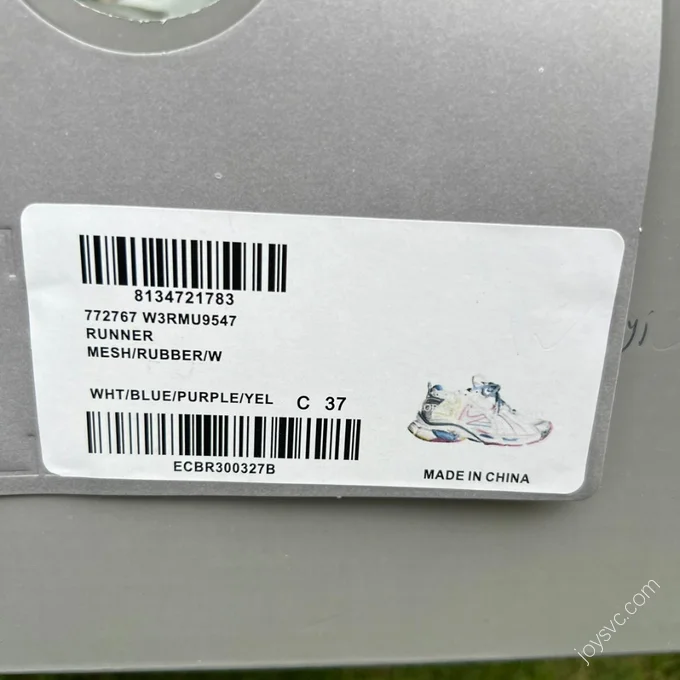 8134721783
772767 W3RMU9547
RUNNER
MESH/RUBBER/W
WHT/BLUE/PURPLE/YEL C 37
ECBR300327B
MADE IN CHINA
joysvc.com